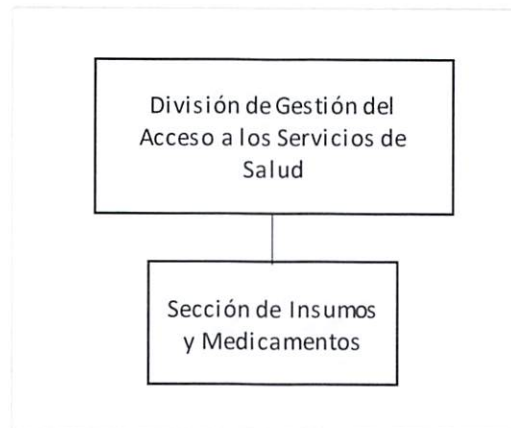 División de Gestión del
Acceso a los Servicios de
Salud
Sección de Insumos
y Medicamentos